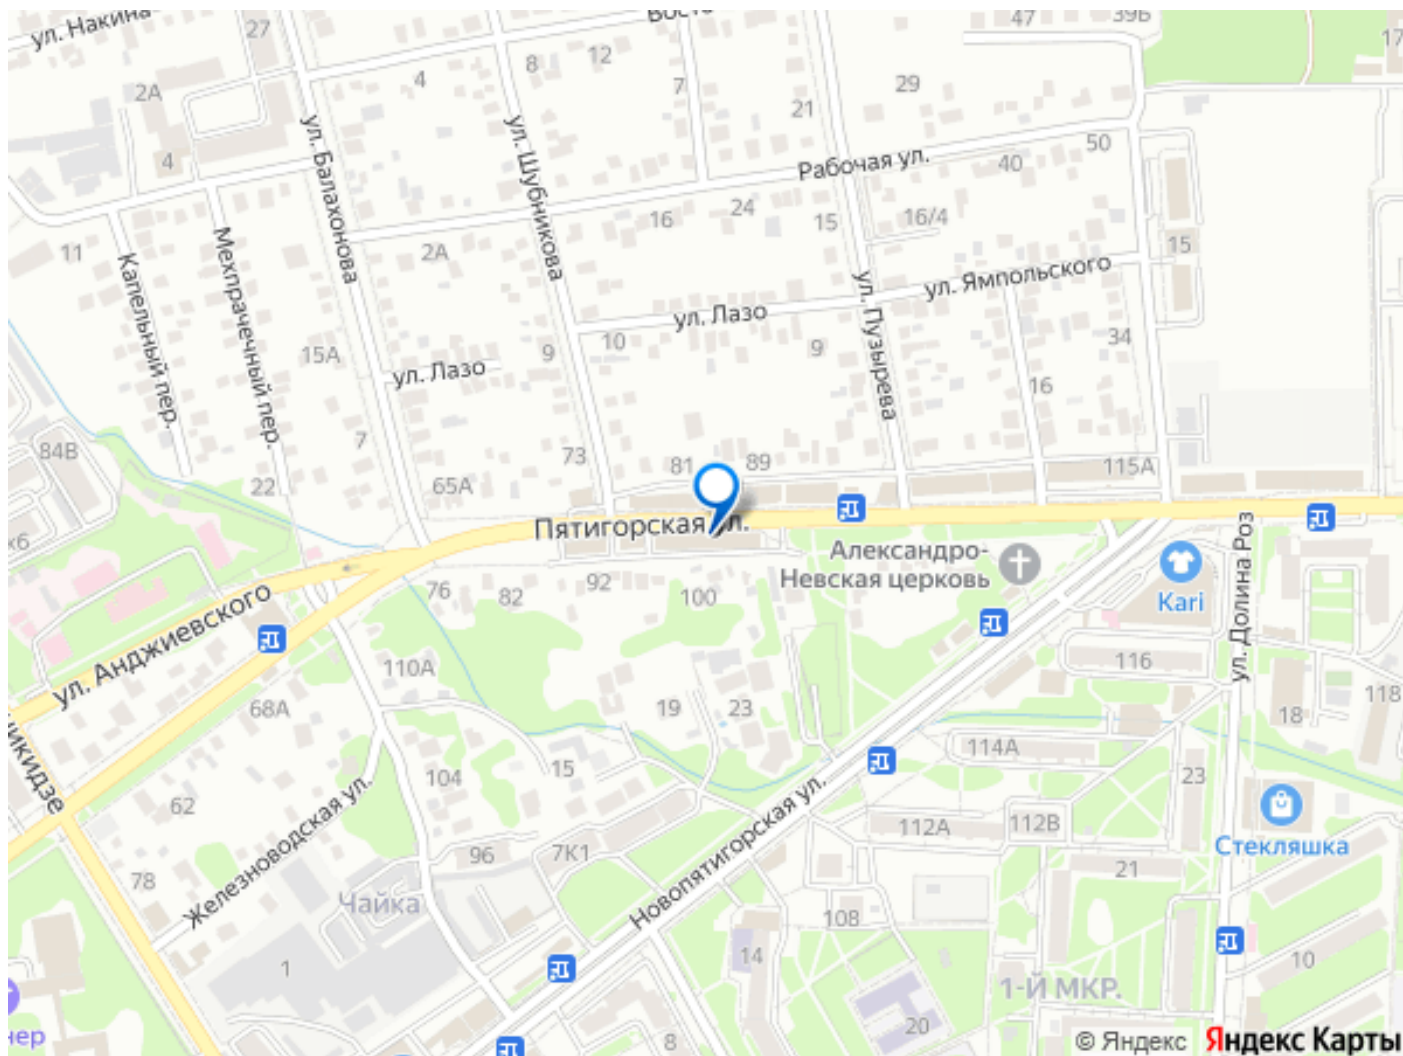 ул. Накина
27
47
39Б
17
2А
4
8
12
7
21
29
ул. Балахонова
ул. Шубникова
Рабочая ул.
50
40
4
16
24
15
16/4
11
2А
15
Капельный пер.
Мехпрачечный пер.
ул. Ямпольского
ул. Лазо
ул. Пузырева
15А
9
10
9
34
ул. Лазо
16
7
84В
73
81
89
115А
22
65А
Пятигорская ул.
Александро-
Невская церковь
76
82
92
100
Kari
ул. Долина Роз
ул. Анджиевского
110А
116
118
68А
19
23
18
114А
104
15
23
62
Железноводская ул.
Новопятигорская ул.
112А
112В
Стекляшка
96
7К1
21
78
Чайка
108
14
1
10
1-Й МКР.
20
8
© Яндекс
Яндекс Карты